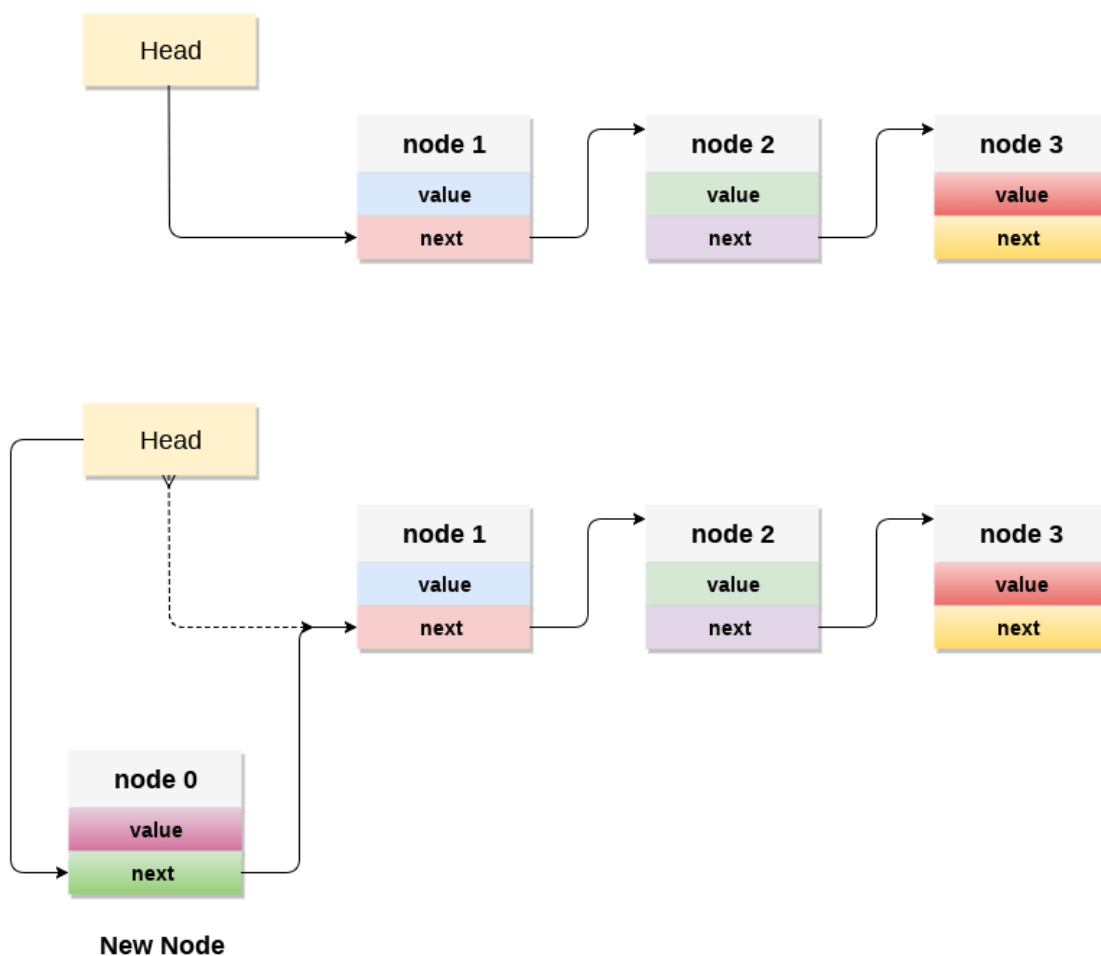 Head
node 1
value
next
node 2
value
next
node 3
value
next
Head
node 1
value
next
node 2
value
next
node 3
value
next
node 0
value
next
New Node